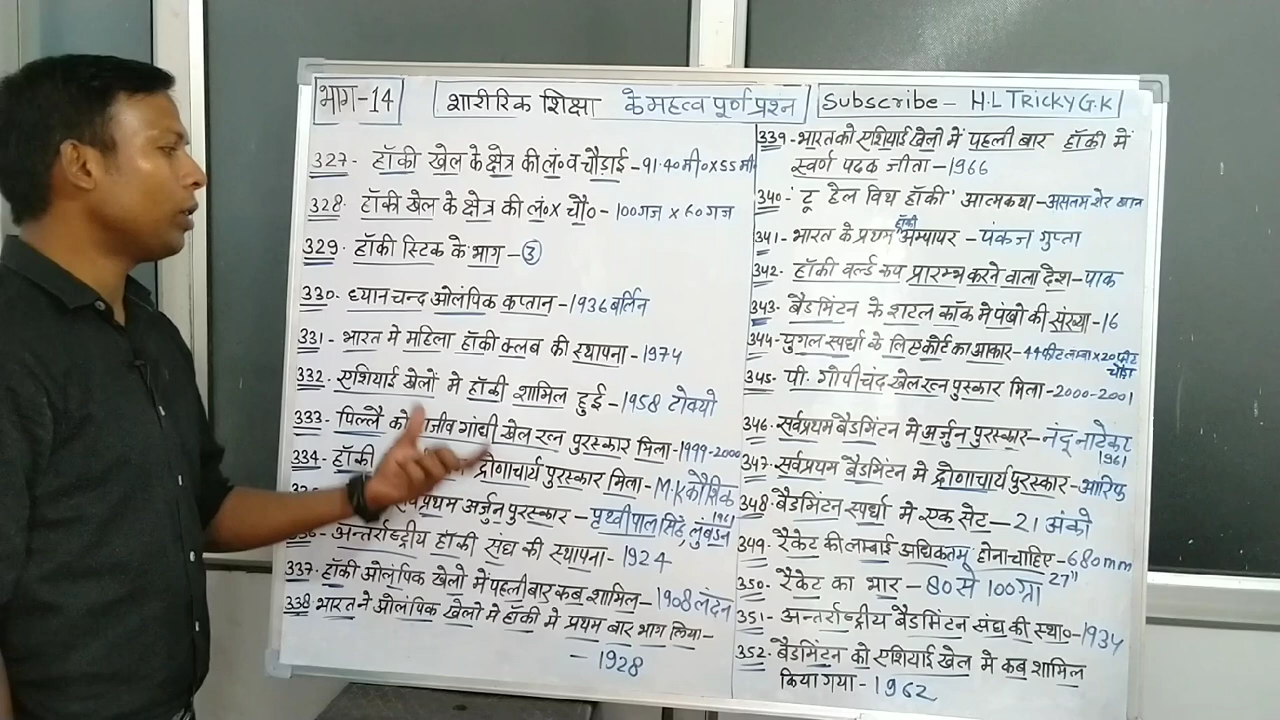 भाग-14
शारीरिक शिक्षा के महत्व पूर्ण प्रश्न
Subscribe - H.L TRICKY G.K
327- हॉकी खेल के क्षेत्र की लं० व चौड़ाई - 91.40 मी० X 55 मी
328. हॉकी खेल के क्षेत्र की लं० X चौ० - 100 गज X 60 गज
329. हॉकी स्टिक के भाग - 3
330- ध्यान चन्द ओलंपिक कप्तान - 1936 बर्लिन
331- भारत मे महिला हॉकी क्लब की स्थापना - 1974
332- एशियाई खेलों मे हॉकी शामिल हुई - 1958 टोक्यो
333- पिल्लै को राजीव गांधी खेल रत्न पुरस्कार मिला - 1999-2000
334- हॉकी द्रोणाचार्य पुरस्कार मिला - M.K कौशिक
सर्वप्रथम अर्जुन पुरस्कार - पृथ्वीपाल सिंह, लुंबडन 1961
336- अन्तर्राष्ट्रीय हॉकी संघ की स्थापना - 1924
337- हॉकी ओलंपिक खेलो में पहली बार कब शामिल - 1908 लंदन
338 भारत ने ओलंपिक खेलो मे हॉकी में प्रथम बार भाग लिया -
- 1928
339- भारत को एशियाई खेलो में पहली बार हॉकी में
स्वर्ण पदक जीता - 1966
340- 'टू हेल विथ हॉकी' आत्मकथा - असलम शेर खान
341- भारत के प्रथम हॉकी अम्पायर - पंकज गुप्ता
342- हॉकी वर्ल्ड कप प्रारम्भ करने वाला देश - पाक
343- बैडमिंटन के शटल कॉक मे पंखो की संख्या - 16
344- युगल स्पर्धा के लिए कोर्ट का आकार - 44 फीट लम्बा X 20 फीट
चौड़ा
345- पी. गोपीचंद खेल रत्न पुस्कार मिला - 2000-2001
346- सर्वप्रथम बैडमिंटन मे अर्जुन पुरस्कार - नंदू नाटेकर
1961
347- सर्वप्रथम बैडमिंटन में द्रोणाचार्य पुरस्कार - आरिफ
348- बैडमिंटन स्पर्धा मे एक सेट - 21 अंको
349- रैकेट की लम्बाई अधिकतम् होना चाहिए - 680mm
27"
350- रैकेट का भार - 80 से 100 ग्रा
351- अन्तर्राष्ट्रीय बैडमिंटन संघ की स्था० - 1934
352- बैडमिंटन को एशियाई खेल मे कब शामिल
किया गया - 1962